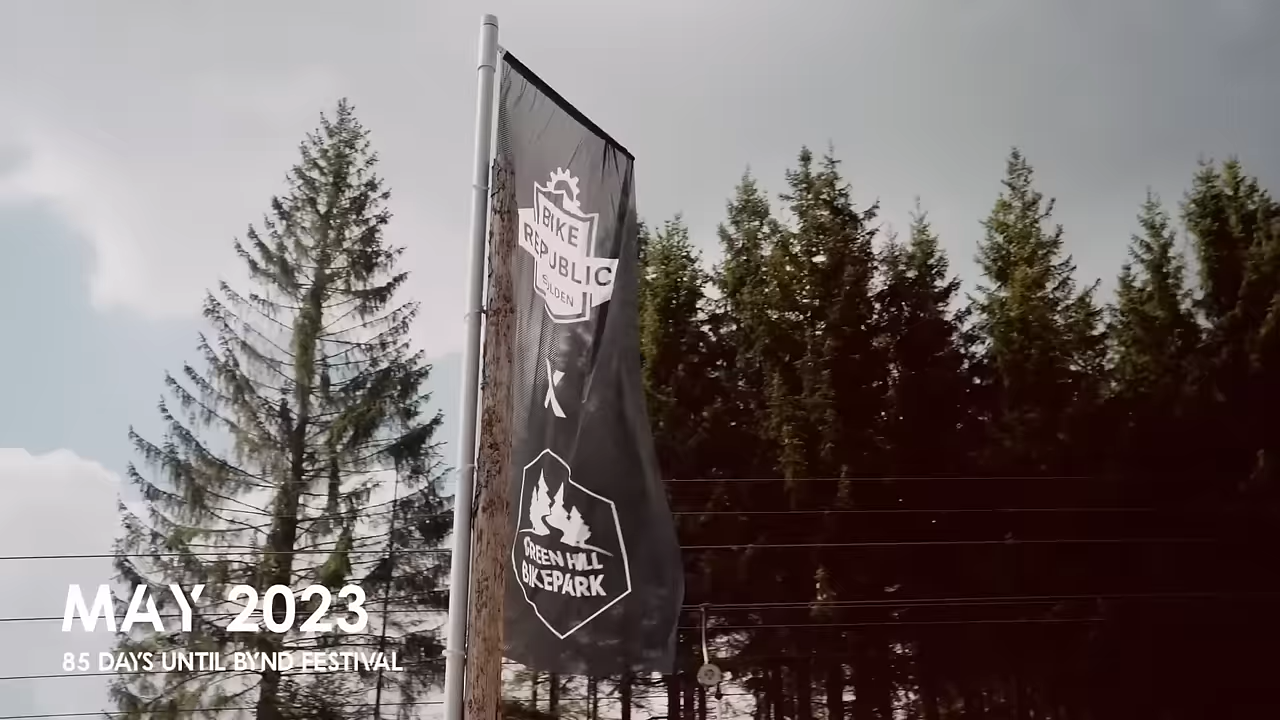 BIKE
REPUBLIC
SÖLDEN
X
GREEN HILL
BIKEPARK
MAY 2023
85 DAYS UNTIL BYND FESTIVAL